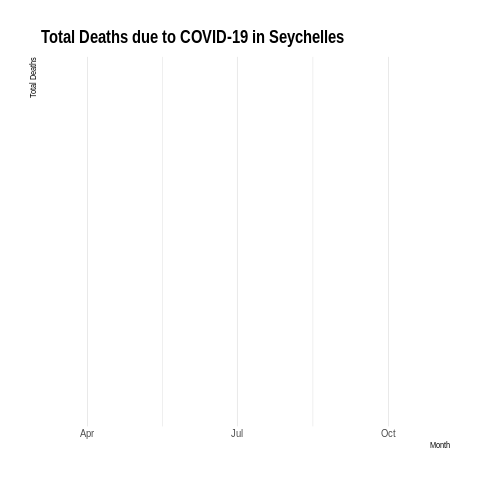 Total Deaths due to COVID-19 in Seychelles
Total Deaths
Apr Jul Oct
Month